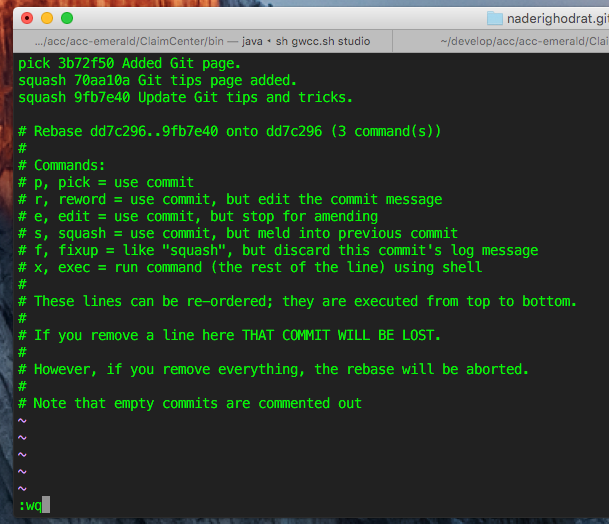 naderighodrat.git
.../acc/acc-emerald/ClaimCenter/bin — java • sh gwcc.sh studio
~/develop/acc/acc-emerald/Claim
pick 3b72f50 Added Git page.
squash 70aa10a Git tips page added.
squash 9fb7e40 Update Git tips and tricks.
# Rebase dd7c296..9fb7e40 onto dd7c296 (3 command(s))
#
# Commands:
# p, pick = use commit
# r, reword = use commit, but edit the commit message
# e, edit = use commit, but stop for amending
# s, squash = use commit, but meld into previous commit
# f, fixup = like "squash", but discard this commit's log message
# x, exec = run command (the rest of the line) using shell
#
# These lines can be re-ordered; they are executed from top to bottom.
#
# If you remove a line here THAT COMMIT WILL BE LOST.
#
# However, if you remove everything, the rebase will be aborted.
#
# Note that empty commits are commented out
~
~
~
~
~
:wq